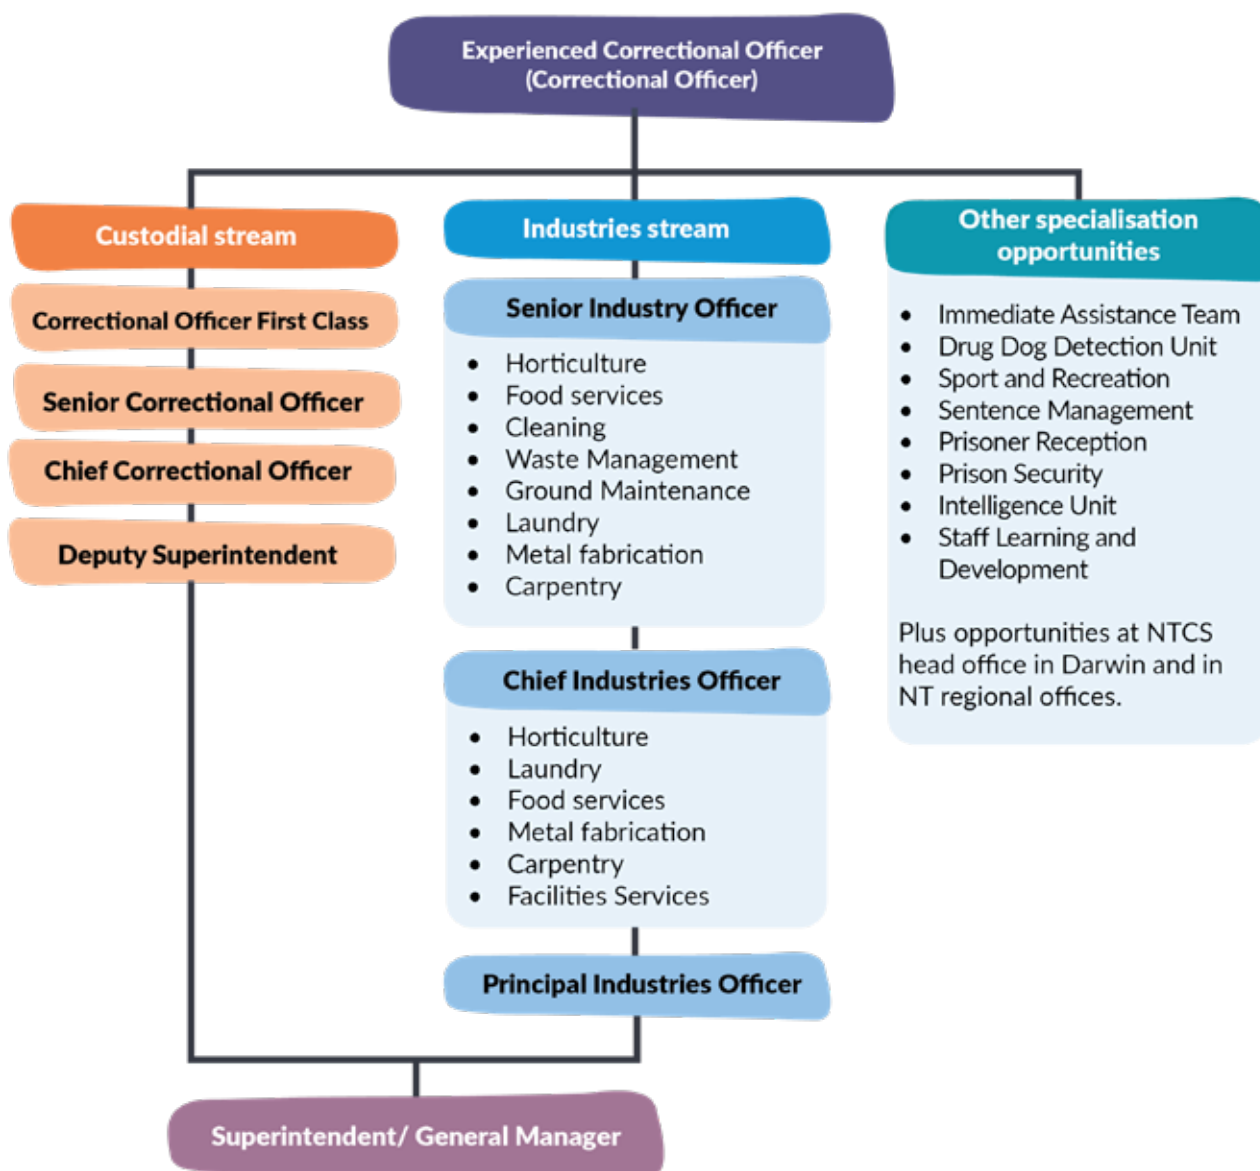 Experienced Correctional Officer
(Correctional Officer)
Custodial stream
Correctional Officer First Class
Senior Correctional Officer
Chief Correctional Officer
Deputy Superintendent
Industries stream
Senior Industry Officer
• Horticulture
• Food services
• Cleaning
• Waste Management
• Ground Maintenance
• Laundry
• Metal fabrication
• Carpentry
Chief Industries Officer
• Horticulture
• Laundry
• Food services
• Metal fabrication
• Carpentry
• Facilities Services
Principal Industries Officer
Other specialisation
opportunities
• Immediate Assistance Team
• Drug Dog Detection Unit
• Sport and Recreation
• Sentence Management
• Prisoner Reception
• Prison Security
• Intelligence Unit
• Staff Learning and
Development
Plus opportunities at NTCS
head office in Darwin and in
NT regional offices.
Superintendent/ General Manager